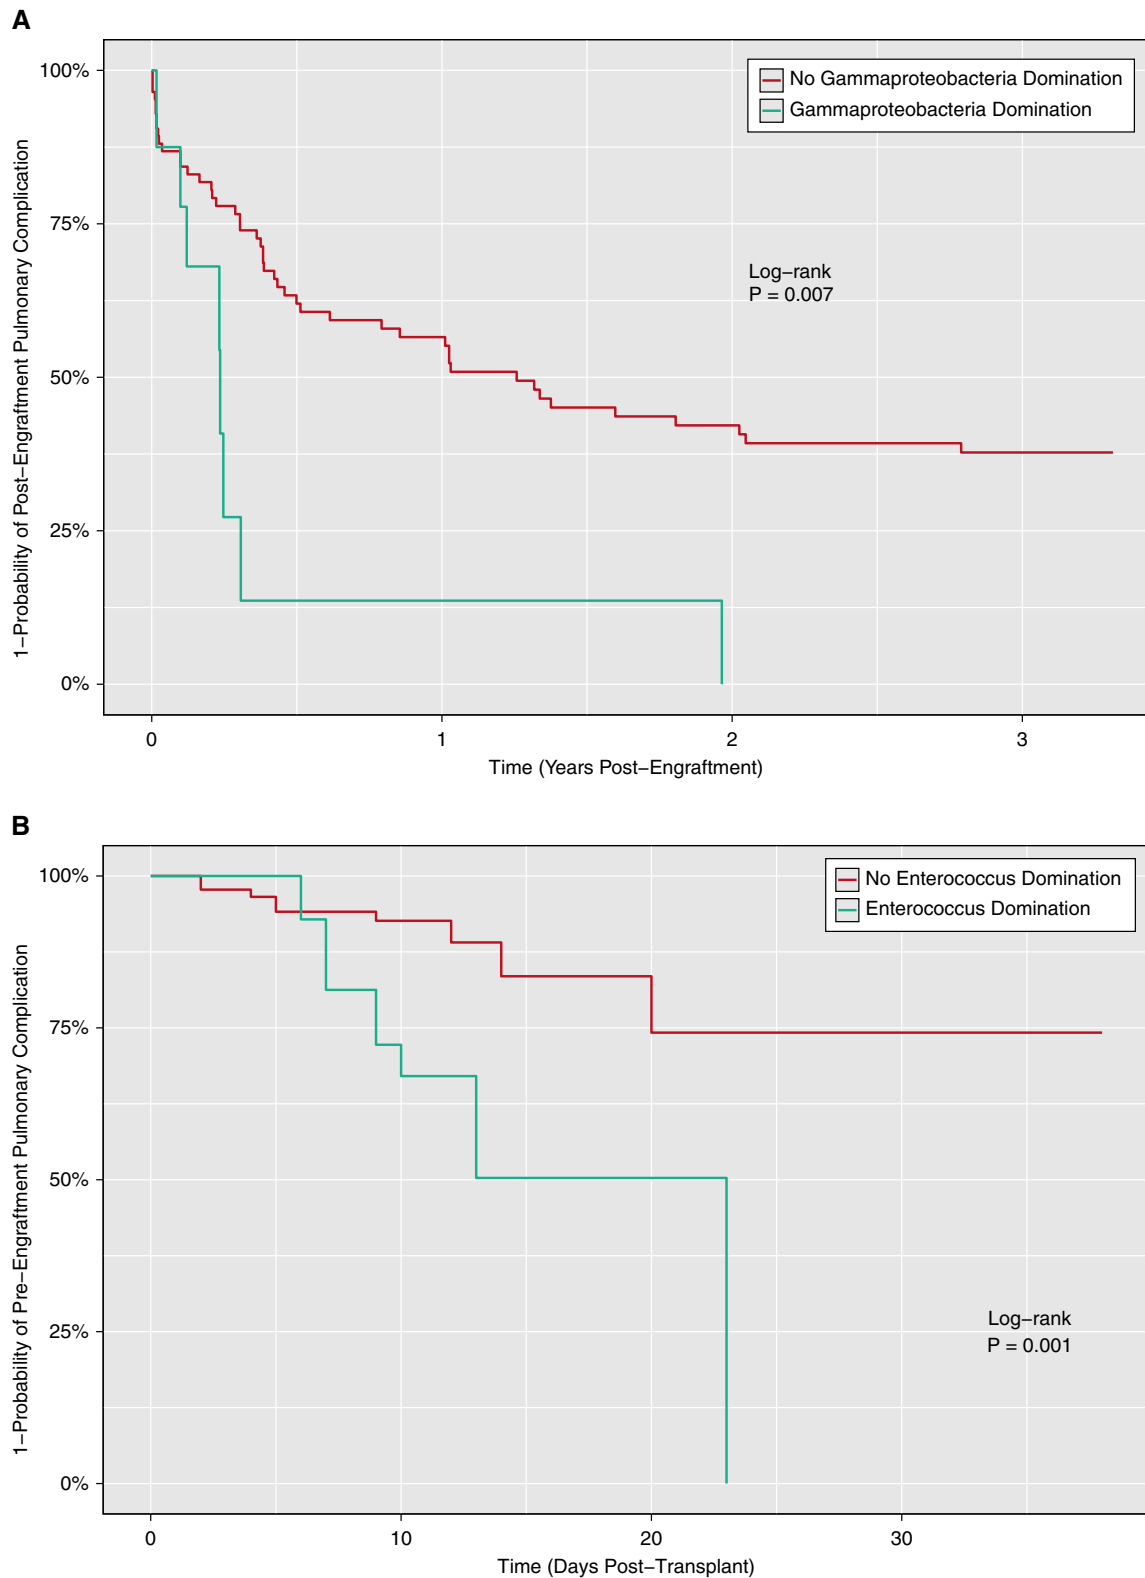 A
1−Probability of Post−Engraftment Pulmonary Complication
100%
75%
50%
25%
0%
No Gammaproteobacteria Domination
Gammaproteobacteria Domination
Log−rank
P = 0.007
0
1
2
3
Time (Years Post−Engraftment)
B
1−Probability of Pre−Engraftment Pulmonary Complication
100%
75%
50%
25%
0%
No Enterococcus Domination
Enterococcus Domination
Log−rank
P = 0.001
0
10
20
30
Time (Days Post−Transplant)